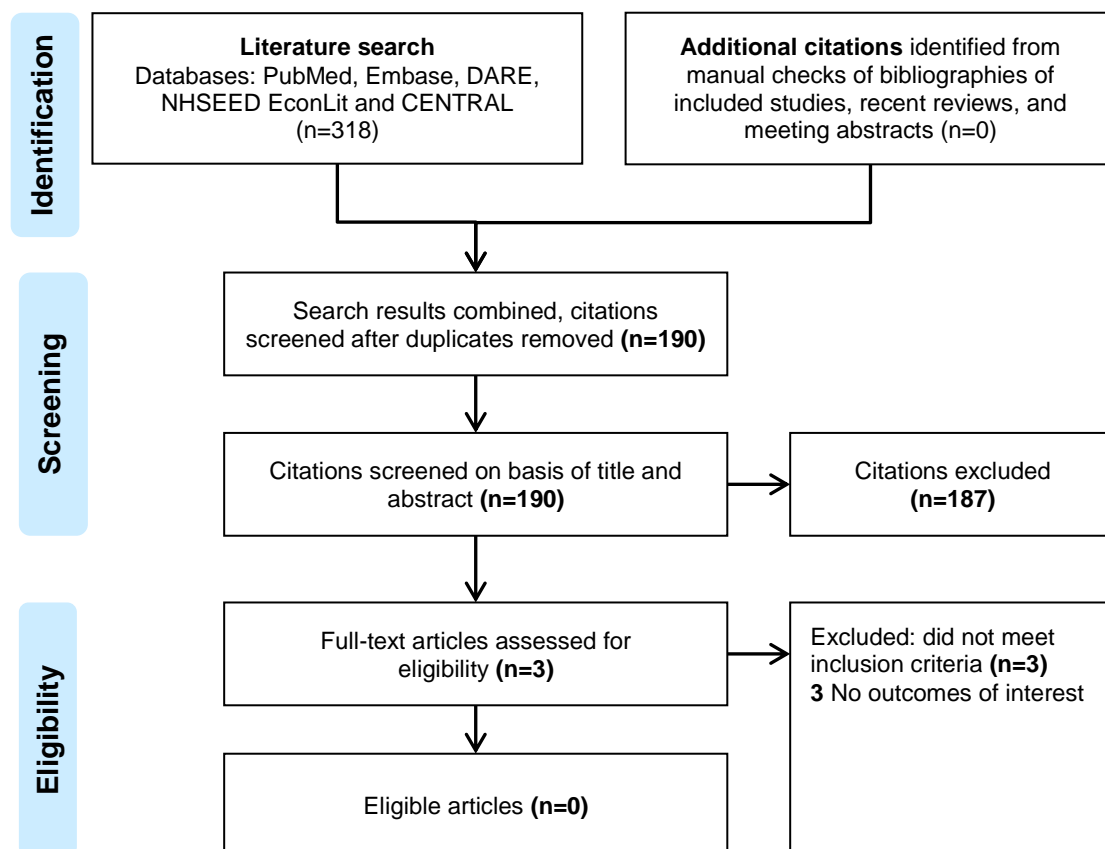 Identification
Literature search
Databases: PubMed, Embase, DARE,
NHSEED EconLit and CENTRAL
(n=318)
Additional citations identified from
manual checks of bibliographies of
included studies, recent reviews, and
meeting abstracts (n=0)
Screening
Search results combined, citations
screened after duplicates removed (n=190)
Citations screened on basis of title and
abstract (n=190)
Citations excluded
(n=187)
Eligibility
Full-text articles assessed for
eligibility (n=3)
Excluded: did not meet
inclusion criteria (n=3)
3 No outcomes of interest
Eligible articles (n=0)